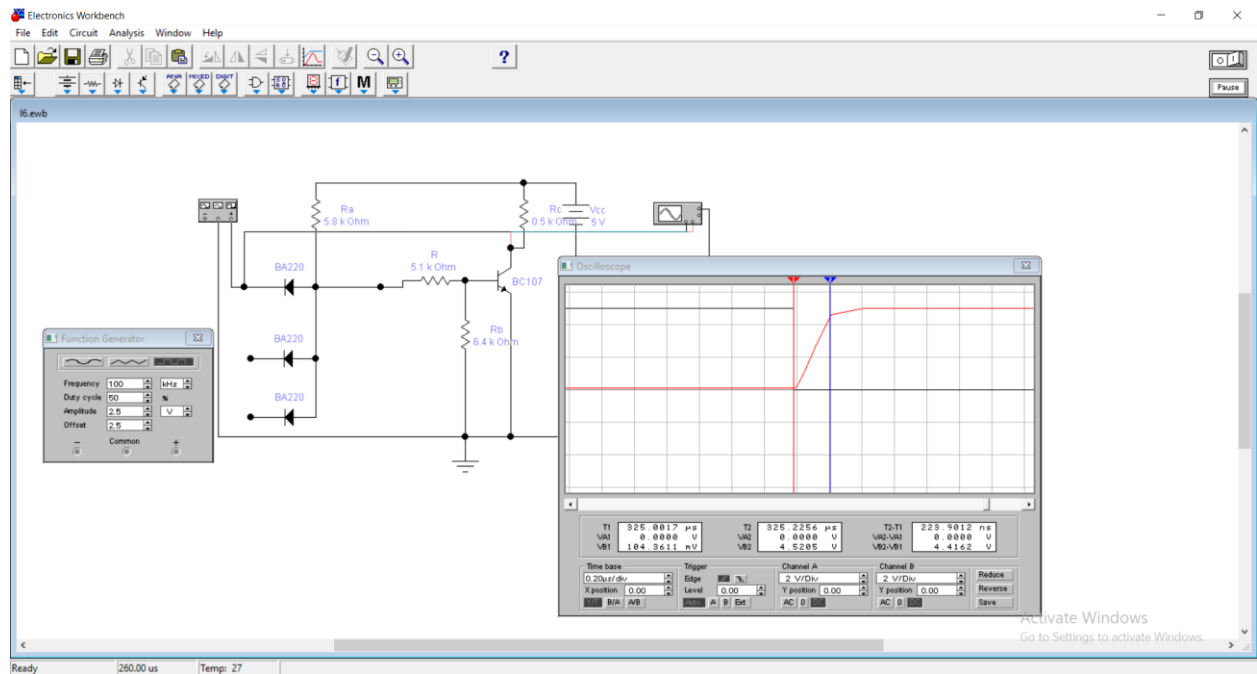 Electronics Workbench
File Edit Circuit Analysis Window Help
ANA MIXED DIGIT
M
?
Pause
l6.ewb
Ra
5.8 k Ohm
Rc
0.5 k Ohm
Vcc
5 V
R
5.1 k Ohm
BA220
BC107
BA220
Rb
6.4 k Ohm
BA220
Function Generator
Frequency 100 kHz
Duty cycle 50 %
Amplitude 2.5 V
Offset 2.5
− Common +
Oscilloscope
1 2
T1 325.0017 µs T2 325.2256 µs T2-T1 223.9012 ns
VA1 0.0000 V VA2 0.0000 V VA2-VA1 0.0000 V
VB1 104.3611 mV VB2 4.5205 V VB2-VB1 4.4162 V
Time base Trigger Channel A Channel B
0.20µs/div Edge 2 V/Div 2 V/Div Reduce
X position 0.00 Level 0.00 Y position 0.00 Y position 0.00 Reverse
Y/T B/A A/B Auto A B Ext AC 0 DC AC 0 DC Save
Activate Windows
Go to Settings to activate Windows.
Ready 260.00 us Temp: 27